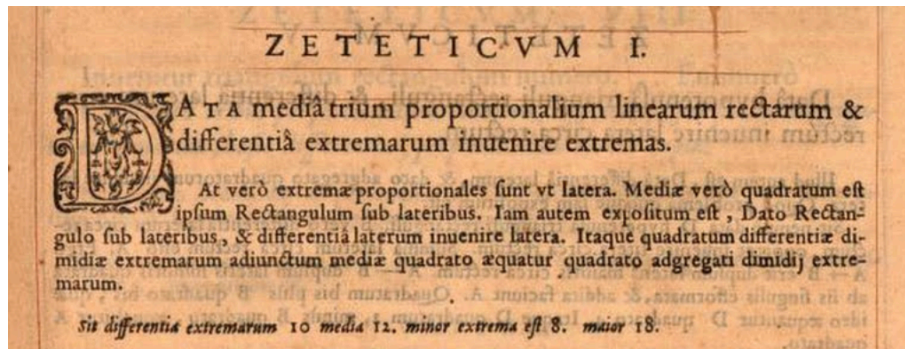 ZETETICVM I.
DATA mediâ trium proportionalium linearum rectarum &
differentiâ extremarum inuenire extremas.
At verò extremæ proportionales sunt vt latera. Mediæ verò quadratum est
ipsum Rectangulum sub lateribus. Iam autem expositum est, Dato Rectan-
gulo sub lateribus, & differentiâ laterum inuenire latera. Itaque quadratum differentiæ di-
midiæ extremarum adiunctum mediæ quadrato æquatur quadrato adgregati dimidij extre-
marum.
Sit differentia extremarum 10 media 12. minor extrema est 8. maior 18.